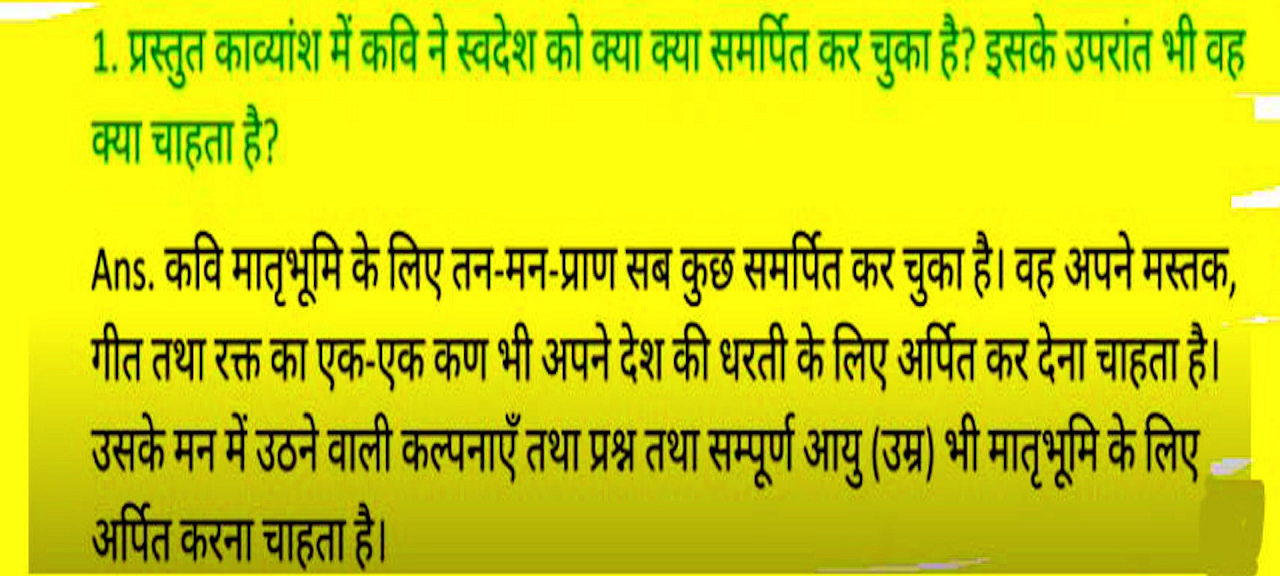 1. प्रस्तुत काव्यांश में कवि ने स्वदेश को क्या क्या समर्पित कर चुका है? इसके उपरांत भी वह
क्या चाहता है?
Ans. कवि मातृभूमि के लिए तन-मन-प्राण सब कुछ समर्पित कर चुका है। वह अपने मस्तक,
गीत तथा रक्त का एक-एक कण भी अपने देश की धरती के लिए अर्पित कर देना चाहता है।
उसके मन में उठने वाली कल्पनाएँ तथा प्रश्न तथा सम्पूर्ण आयु (उम्र) भी मातृभूमि के लिए
अर्पित करना चाहता है।